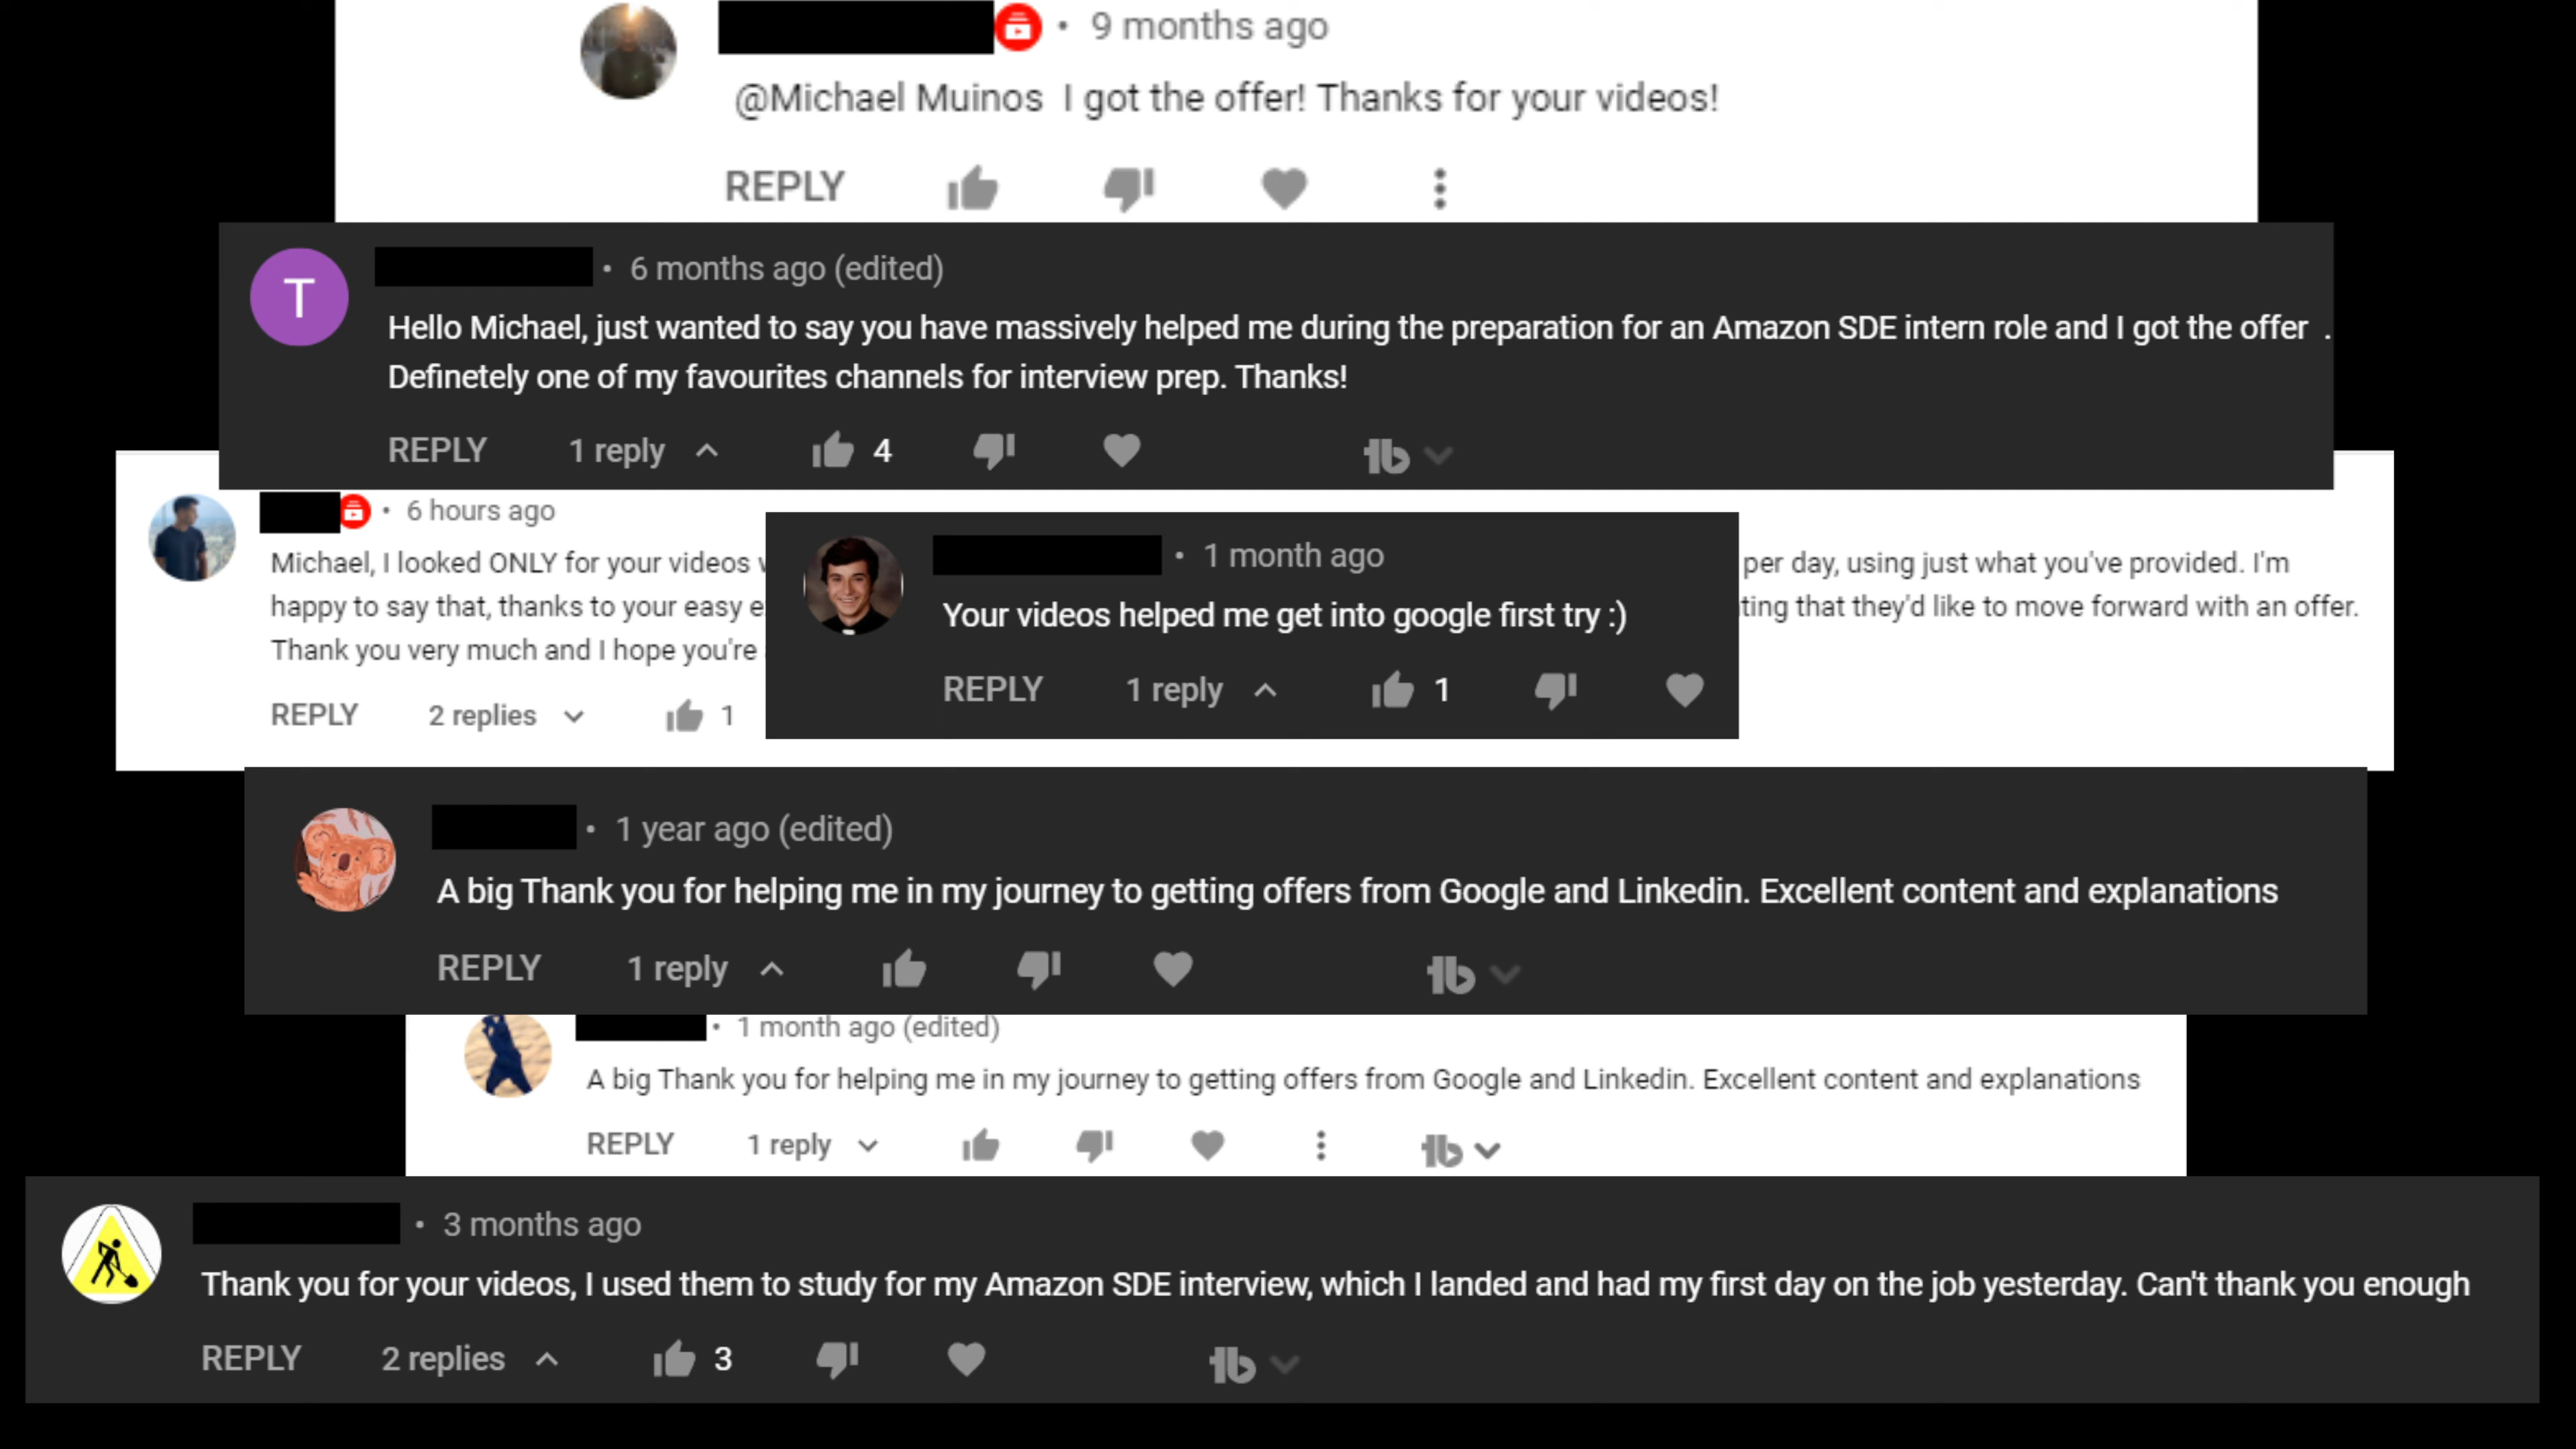 9 months ago
@Michael Muinos I got the offer! Thanks for your videos!
REPLY
T
6 months ago (edited)
Hello Michael, just wanted to say you have massively helped me during the preparation for an Amazon SDE intern role and I got the offer .
Definetely one of my favourites channels for interview prep. Thanks!
REPLY 1 reply 4
6 hours ago
Michael, I looked ONLY for your videos
per day, using just what you've provided. I'm
happy to say that, thanks to your easy
that they'd like to move forward with an offer.
Thank you very much and I hope you're
REPLY 2 replies 1
1 month ago
Your videos helped me get into google first try :)
REPLY 1 reply 1
1 year ago (edited)
A big Thank you for helping me in my journey to getting offers from Google and Linkedin. Excellent content and explanations
REPLY 1 reply
1 month ago (edited)
A big Thank you for helping me in my journey to getting offers from Google and Linkedin. Excellent content and explanations
REPLY 1 reply
3 months ago
Thank you for your videos, I used them to study for my Amazon SDE interview, which I landed and had my first day on the job yesterday. Can't thank you enough
REPLY 2 replies 3